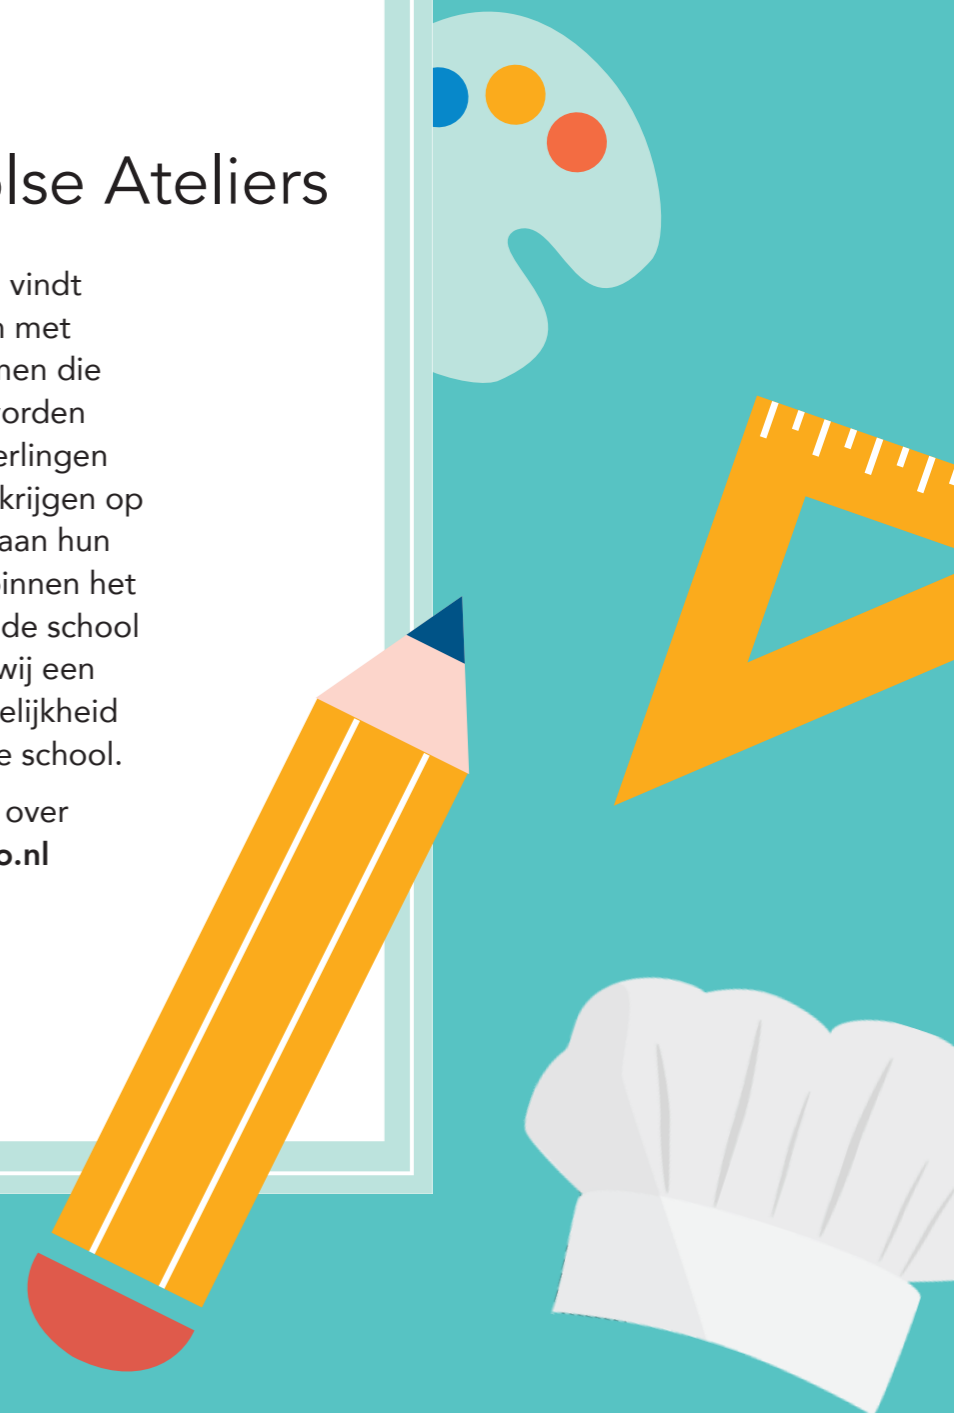 lse Ateliers
vindt
met
die
orden
erlingen
krijgen op
aan hun
innen het
de school
wij een
elijkheid
e school.
over
o.nl